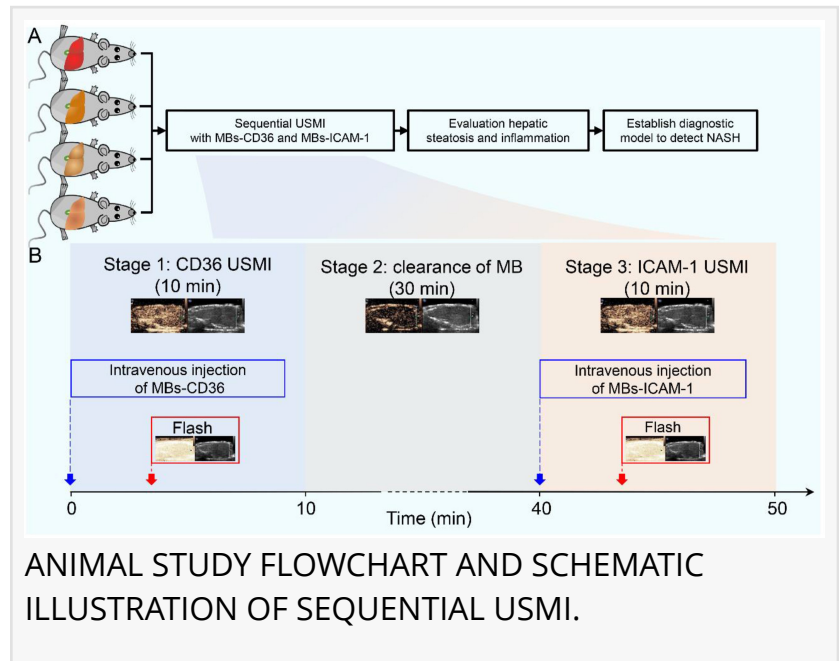 A
Sequential USMI
with MBs-CD36 and MBs-ICAM-1
Evaluation hepatic
steatosis and inflammation
Establish diagnostic
model to detect NASH
B
Stage 1: CD36 USMI
(10 min)
Stage 2: clearance of MB
(30 min)
Stage 3: ICAM-1 USMI
(10 min)
Intravenous injection
of MBs-CD36
Intravenous injection
of MBs-ICAM-1
Flash
Flash
0
10
40
50
Time (min)
ANIMAL STUDY FLOWCHART AND SCHEMATIC
ILLUSTRATION OF SEQUENTIAL USMI.